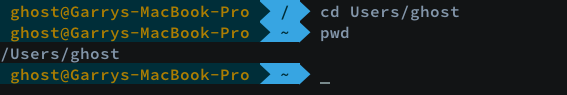 ghost@Garrys-MacBook-Pro / cd Users/ghost
ghost@Garrys-MacBook-Pro ~ pwd
/Users/ghost
ghost@Garrys-MacBook-Pro ~ _